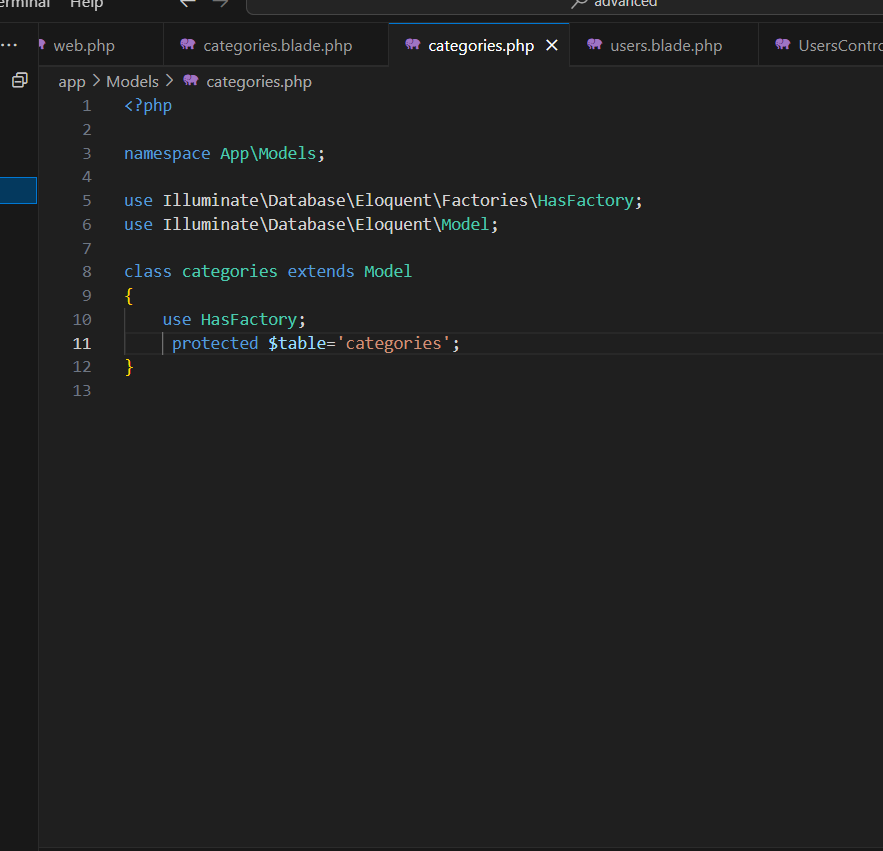 Help
advanced
web.php categories.blade.php categories.php users.blade.php
app > Models > categories.php
1 <?php
2
3 namespace App\Models;
4
5 use Illuminate\Database\Eloquent\Factories\HasFactory;
6 use Illuminate\Database\Eloquent\Model;
7
8 class categories extends Model
9 {
10 use HasFactory;
11 protected $table='categories';
12 }
13